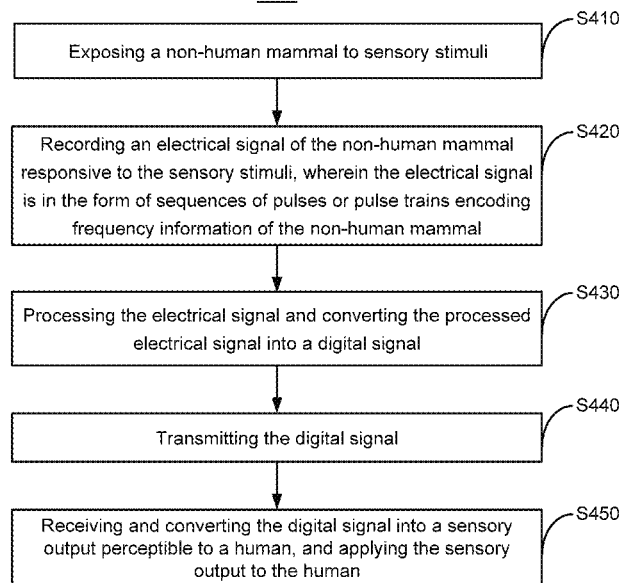 S410
Exposing a non-human mammal to sensory stimuli
S420
Recording an electrical signal of the non-human mammal
responsive to the sensory stimuli, wherein the electrical signal
is in the form of sequences of pulses or pulse trains encoding
frequency information of the non-human mammal
S430
Processing the electrical signal and converting the processed
electrical signal into a digital signal
S440
Transmitting the digital signal
S450
Receiving and converting the digital signal into a sensory
output perceptible to a human, and applying the sensory
output to the human